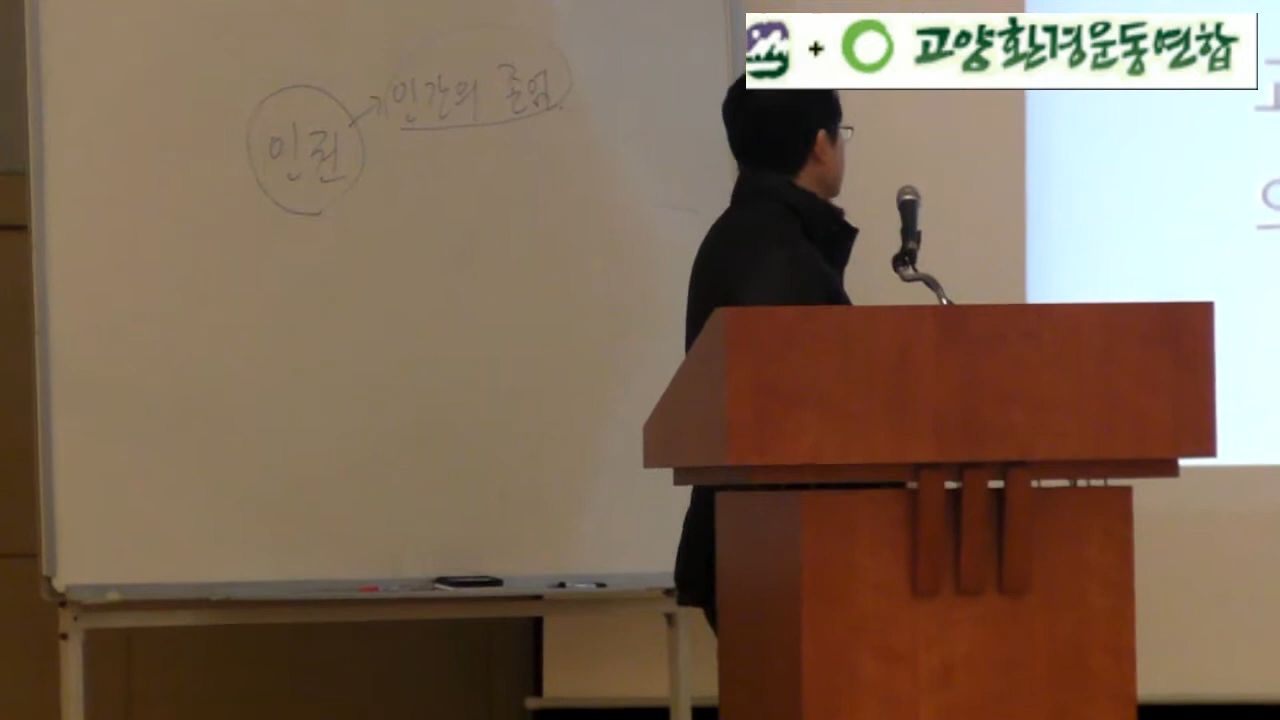 + 고양환경운동연합
인간의 존엄
인권